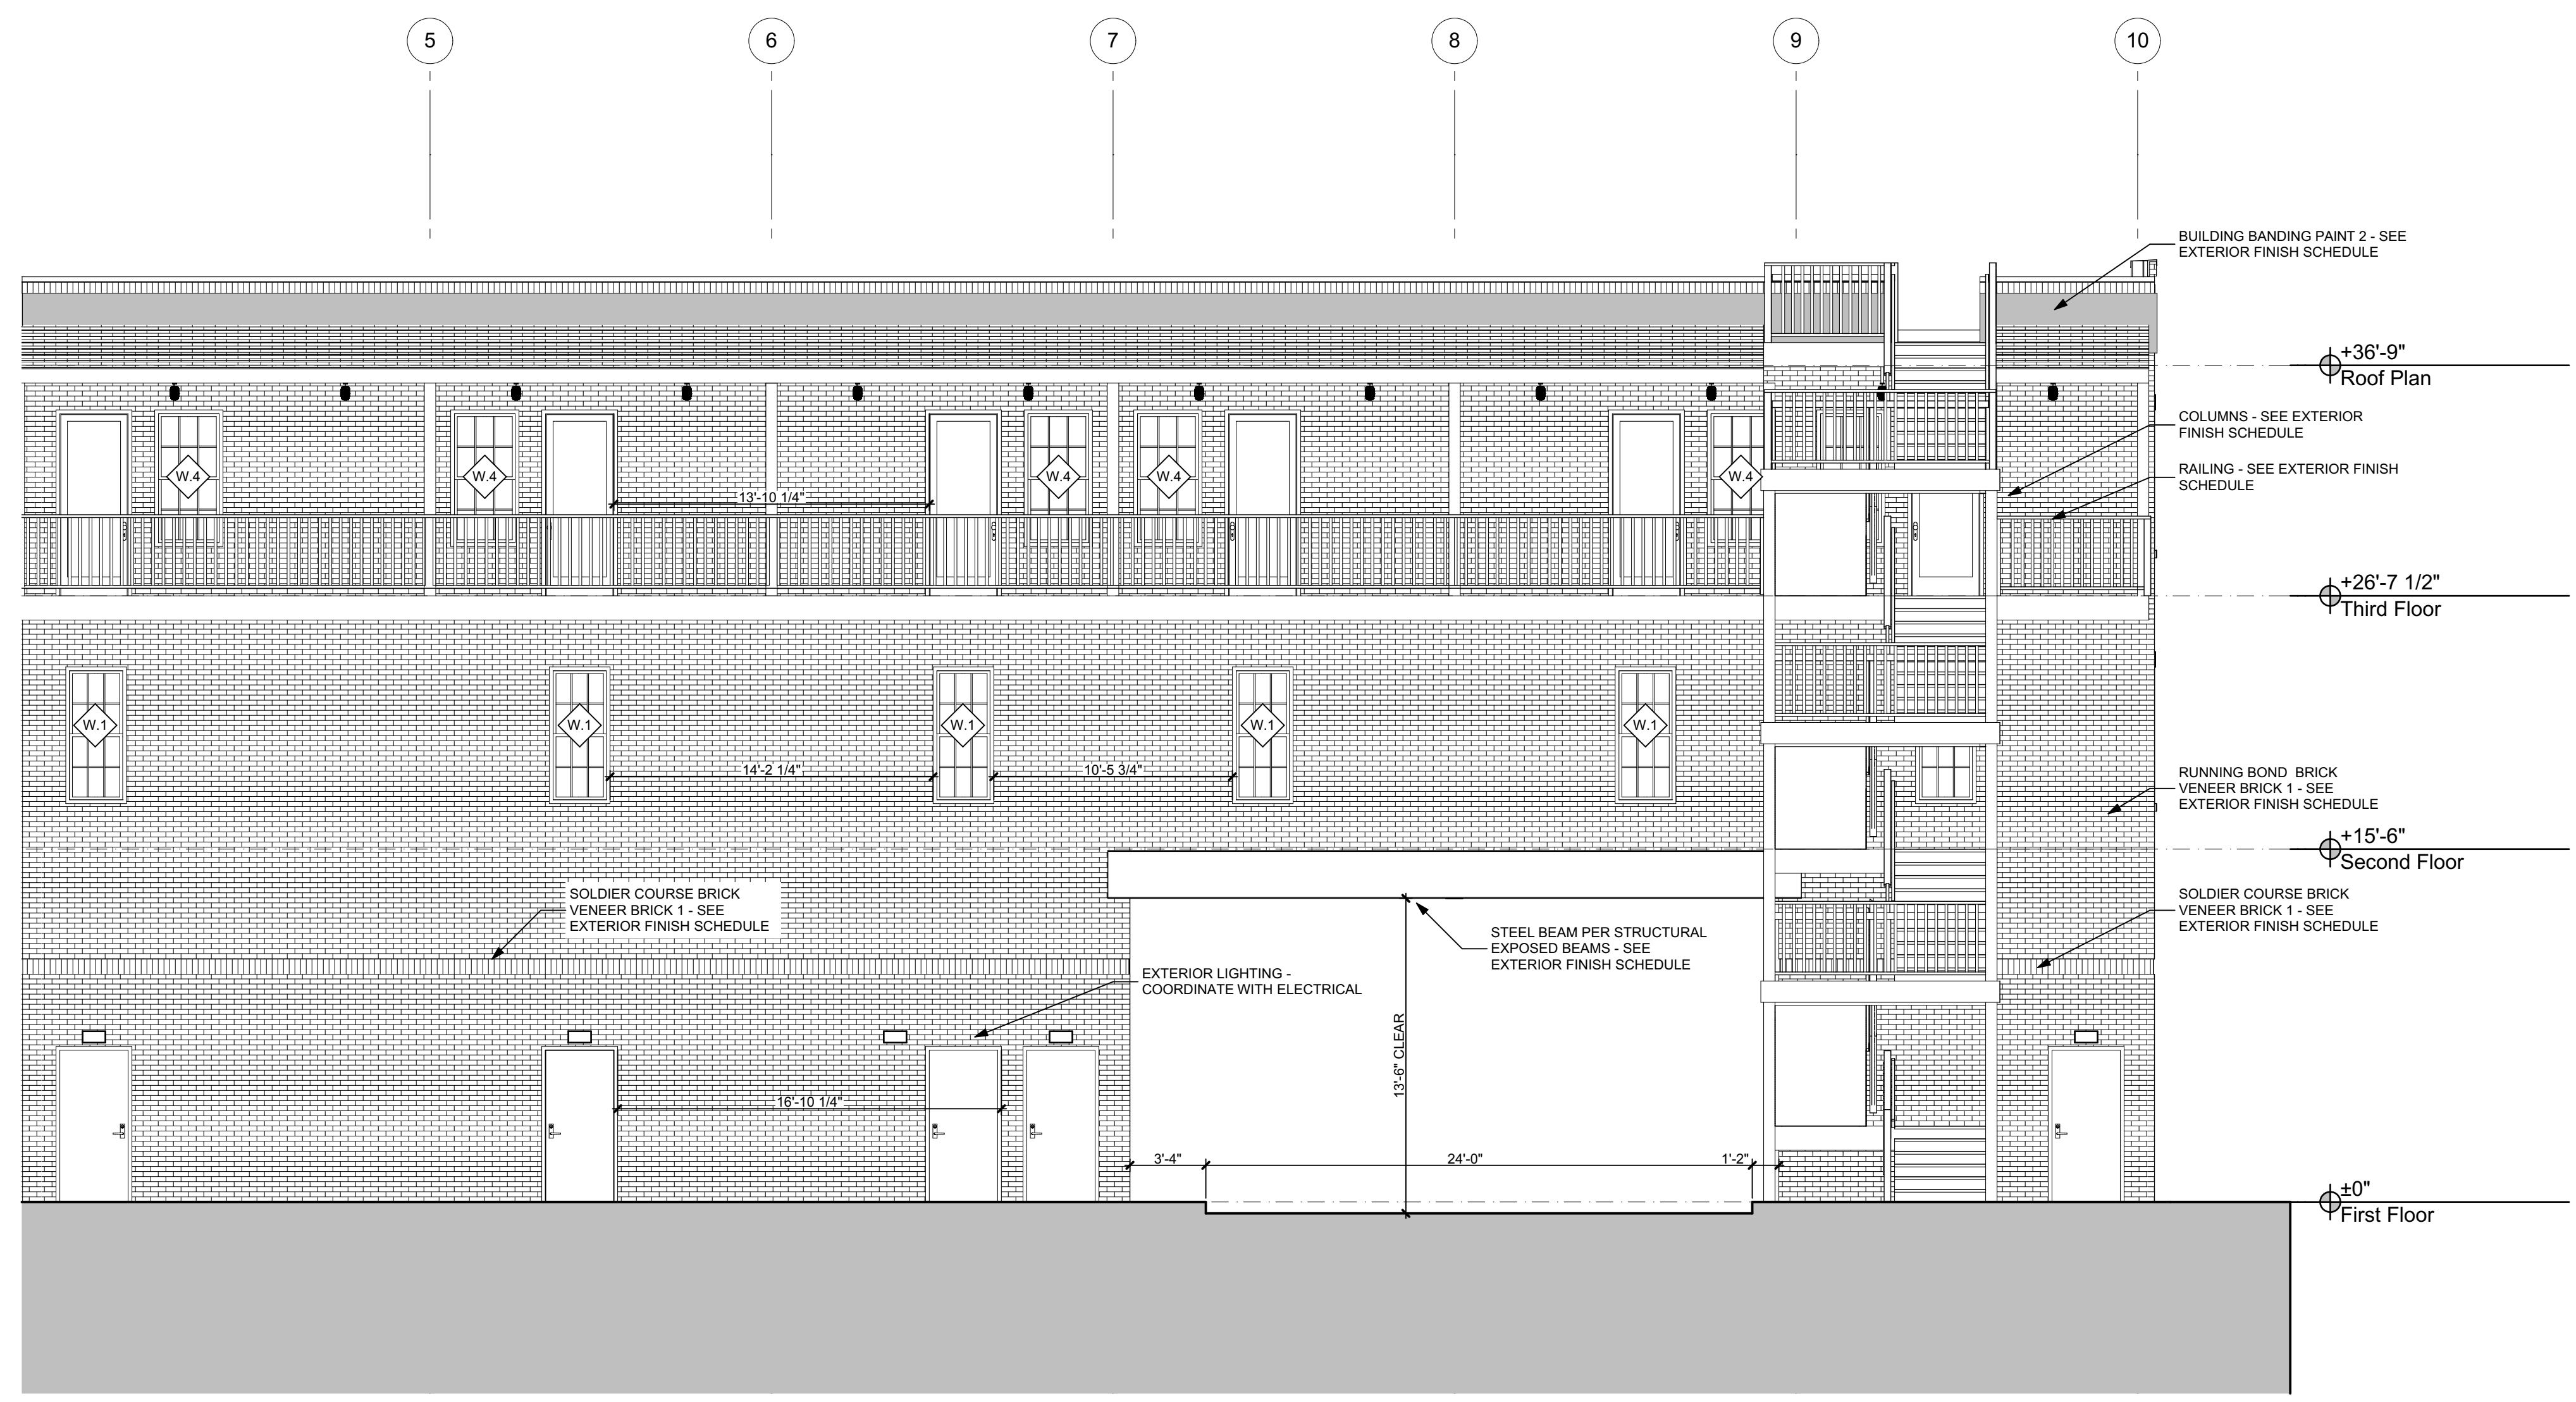 5
6
7
8
9
10
BUILDING BANDING PAINT 2 - SEE
EXTERIOR FINISH SCHEDULE
+36'-9"
Roof Plan
COLUMNS - SEE EXTERIOR
FINISH SCHEDULE
RAILING - SEE EXTERIOR FINISH
SCHEDULE
W.4
W.4
W.4
W.4
W.4
13'-10 1/4"
+26'-7 1/2"
Third Floor
W.1
W.1
W.1
W.1
W.1
14'-2 1/4"
10'-5 3/4"
RUNNING BOND  BRICK
VENEER BRICK 1 - SEE
EXTERIOR FINISH SCHEDULE
+15'-6"
Second Floor
SOLDIER COURSE BRICK
VENEER BRICK 1 - SEE
EXTERIOR FINISH SCHEDULE
SOLDIER COURSE BRICK
VENEER BRICK 1 - SEE
EXTERIOR FINISH SCHEDULE
STEEL BEAM PER STRUCTURAL
EXPOSED BEAMS - SEE
EXTERIOR FINISH SCHEDULE
EXTERIOR LIGHTING -
COORDINATE WITH ELECTRICAL
13'-6" CLEAR
16'-10 1/4"
3'-4"
24'-0"
1'-2"
±0"
First Floor